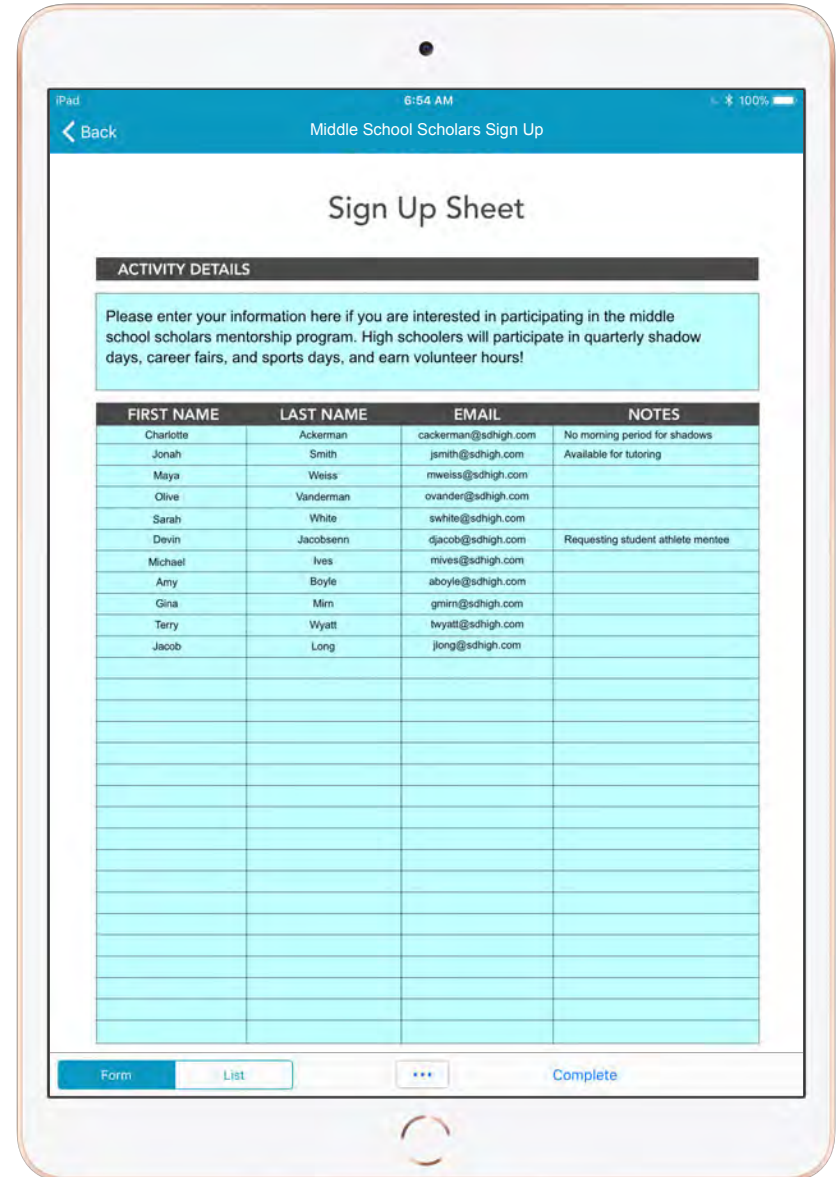 iPad 6:54 AM 100%
Back Middle School Scholars Sign Up
Sign Up Sheet
ACTIVITY DETAILS
Please enter your information here if you are interested in participating in the middle
school scholars mentorship program. High schoolers will participate in quarterly shadow
days, career fairs, and sports days, and earn volunteer hours!
FIRST NAME LAST NAME EMAIL NOTES
Charlotte Ackerman cackerman@sdhigh.com No morning period for shadows
Jonah Smith jsmith@sdhigh.com Available for tutoring
Maya Weiss mweiss@sdhigh.com
Olive Vanderman ovander@sdhigh.com
Sarah White swhite@sdhigh.com
Devin Jacobsenn djacob@sdhigh.com Requesting student athlete mentee
Michael Ives mives@sdhigh.com
Amy Boyle aboyle@sdhigh.com
Gina Mirn gmirn@sdhigh.com
Terry Wyatt twyatt@sdhigh.com
Jacob Long jlong@sdhigh.com
Form List ••• Complete